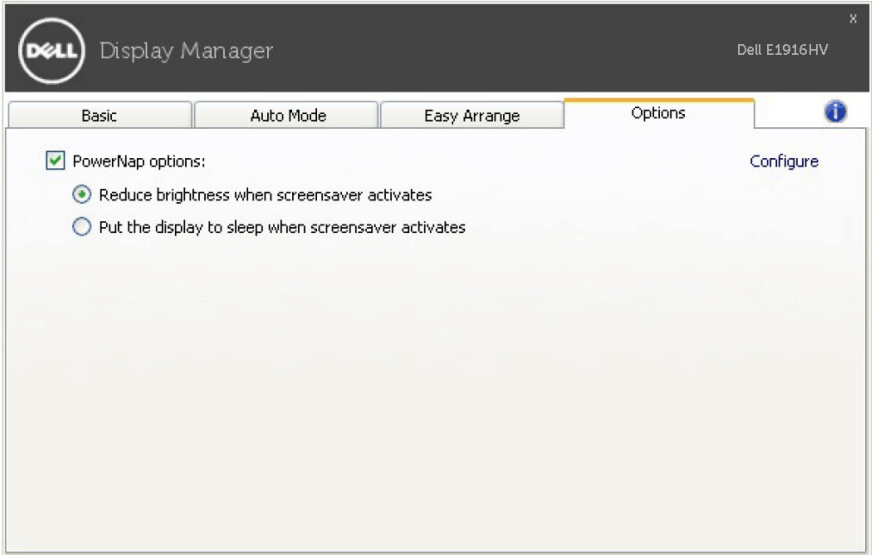 X
DELL Display Manager Dell E1916HV
Basic Auto Mode Easy Arrange Options i
PowerNap options: Configure
Reduce brightness when screensaver activates
Put the display to sleep when screensaver activates